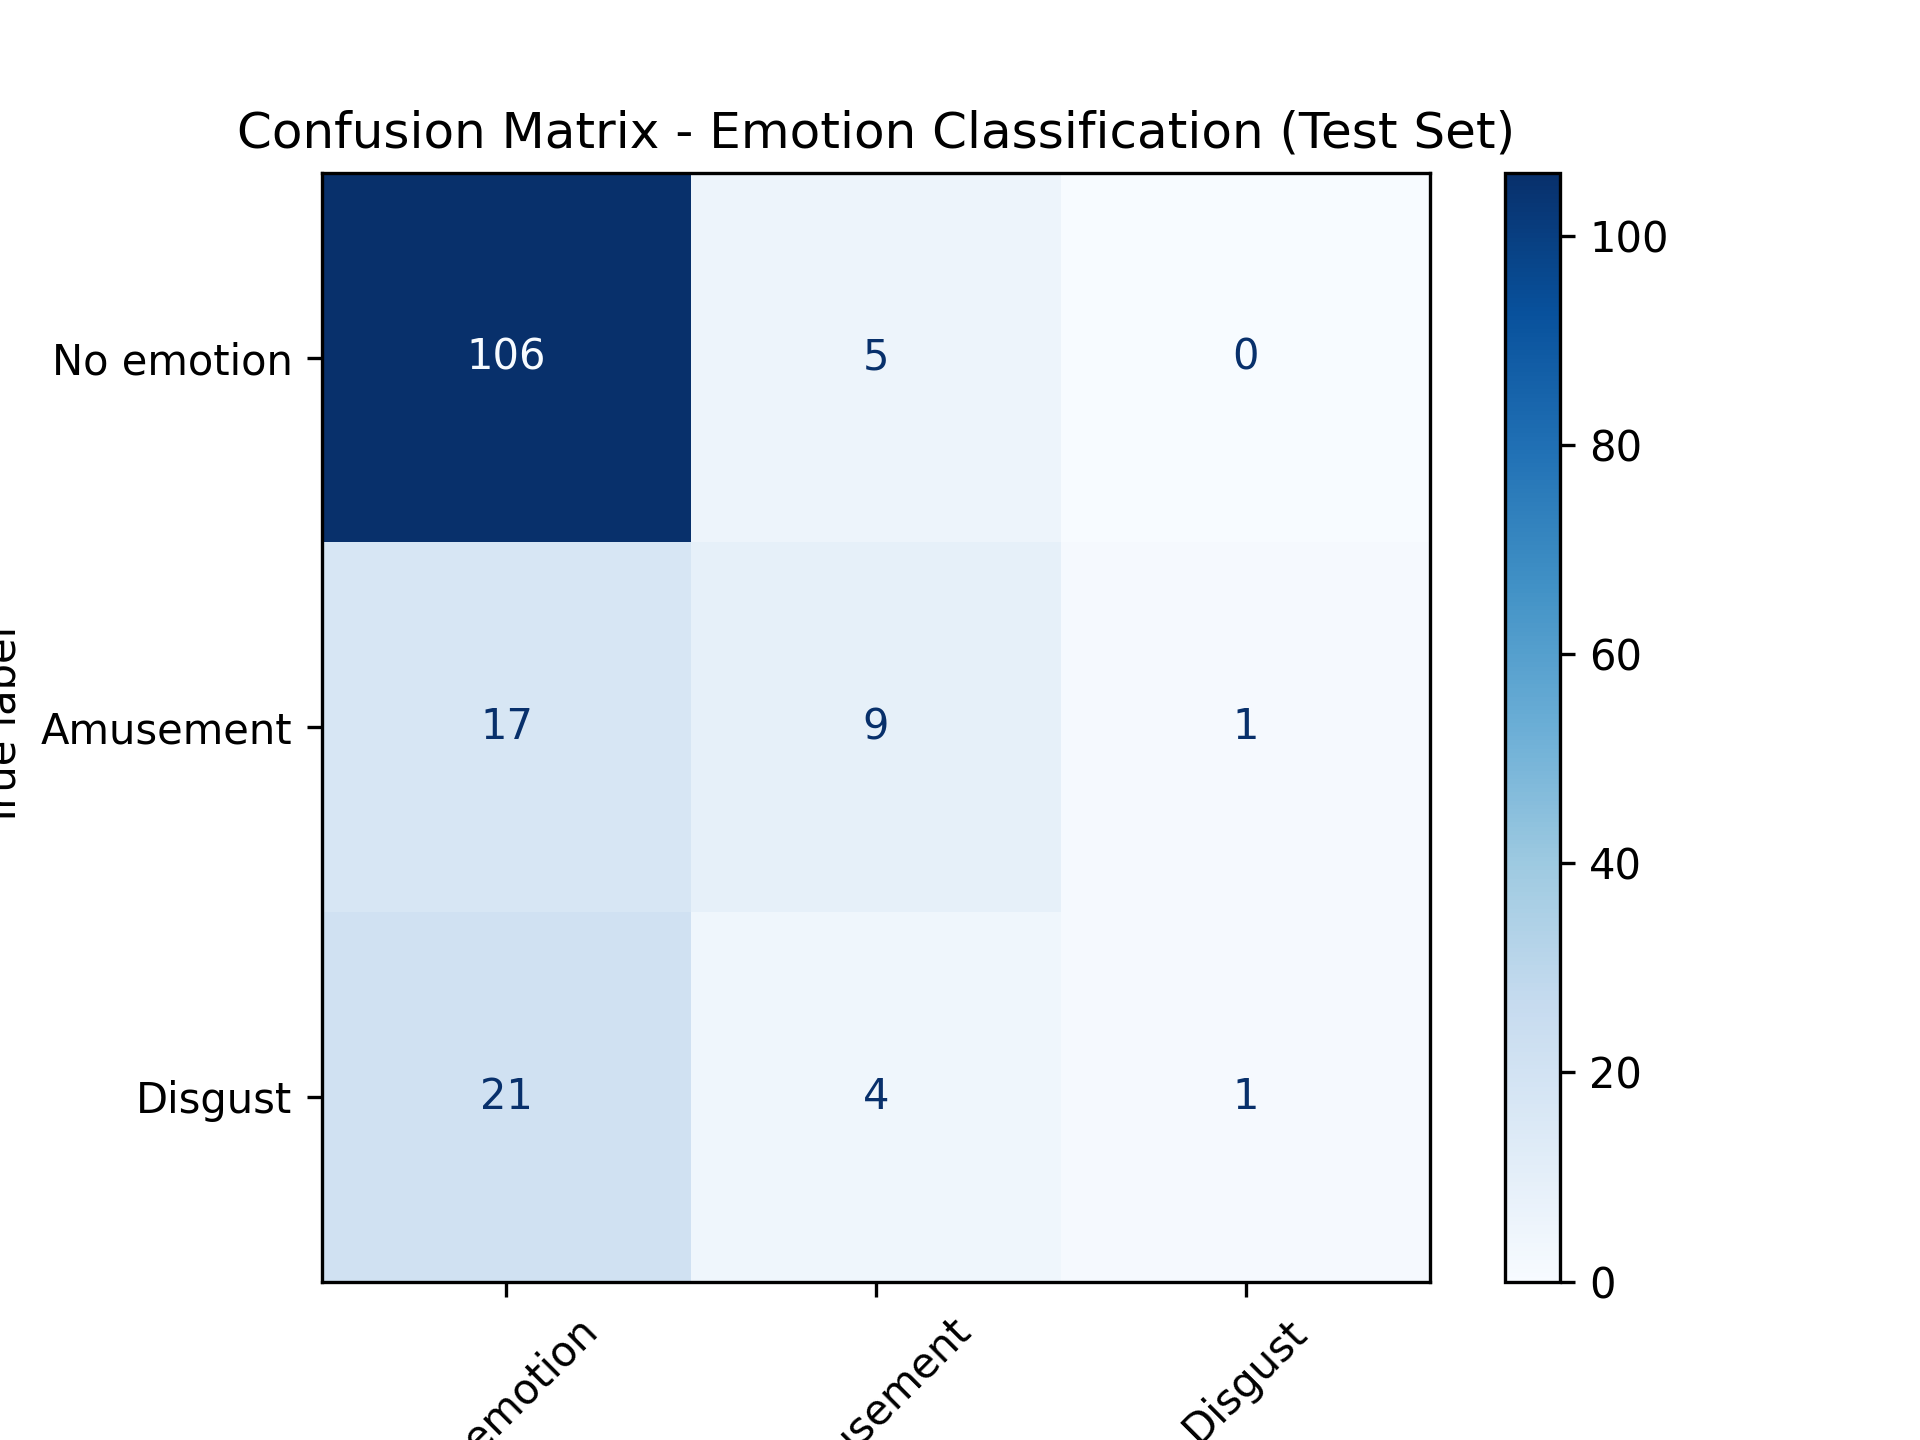 Confusion Matrix - Emotion Classification (Test Set)
No emotion
106
5
0
Amusement
17
9
1
Disgust
21
4
1
emotion
Disgust
100
80
60
40
20
0
label